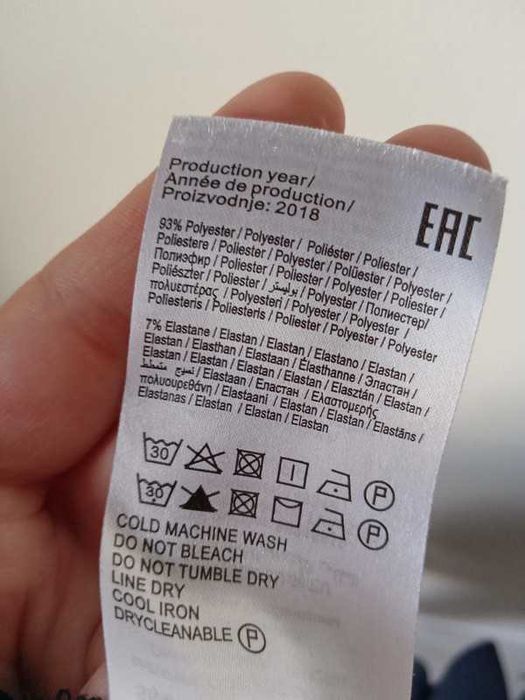 Production year/
Année de production/
Proizvodnje: 2018
EAC
93% Polyester / Polyester / Poliéster / Poliester /
Poliestere / Poliester / Polyester / Polüester / Polyester /
Полиэфир / Poliester / Polyester / Polyester / Polyester /
Poliészter / Poliester / بوليستر / Polyester / Полиестер/
πολυεστέρας / Polyesteri / Polyester / Polyester /
Poliesteris / Poliesteris / Poliester / Polyester / Polyester
7% Elastane / Elastan / Elastan / Elastano / Elastan /
Elastan / Elasthan / Elastaan / Élasthanne / Эластан /
Elastan / Elastan / Elastan / Elastan / Elasztán / Elastan /
/ Elastaan / Еластан / Ελαστομερής
πολυουρεθάνη / Elastaani / Elastan / Elastan / Elastāns /
Elastanas / Elastan / Elastan / Elastan
30 P
30 P
COLD MACHINE WASH
DO NOT BLEACH
DO NOT TUMBLE DRY
LINE DRY
COOL IRON
DRYCLEANABLE P